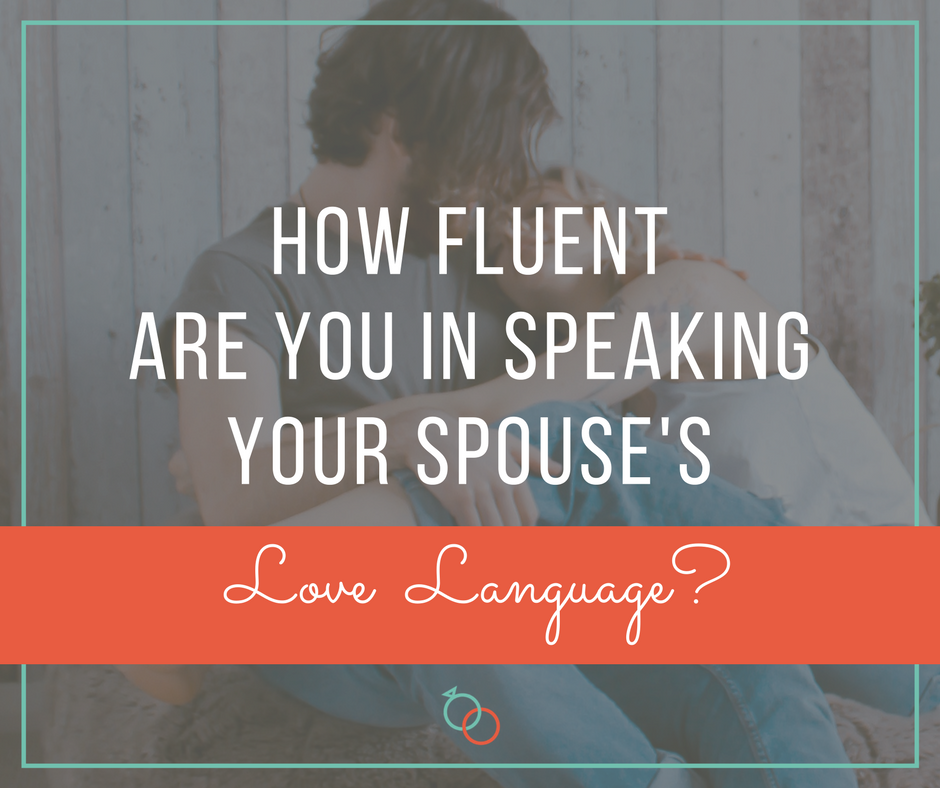 HOW FLUENT
ARE YOU IN SPEAKING
YOUR SPOUSE'S
Love Language?